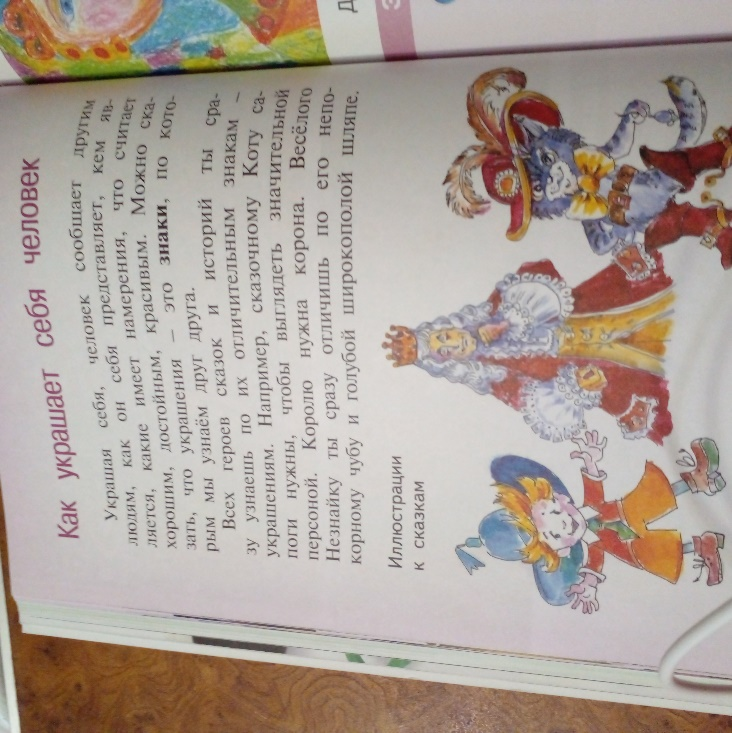 Как украшает себя человек
Украшая себя, человек сообщает другим
людям, как он себя представляет, кем яв-
ляется, какие имеет намерения, что считает
хорошим, достойным, красивым. Можно ска-
зать, что украшения – это знаки, по кото-
рым мы узнаём друг друга.
Всех героев сказок и историй ты сра-
зу узнаешь по их отличительным знакам –
украшениям. Например, сказочному Коту са-
поги нужны, чтобы выглядеть значительной
персоной. Королю нужна корона. Весёлого
Незнайку ты сразу отличишь по его непо-
корному чубу и голубой широкополой шляпе.
Иллюстрации
к сказкам